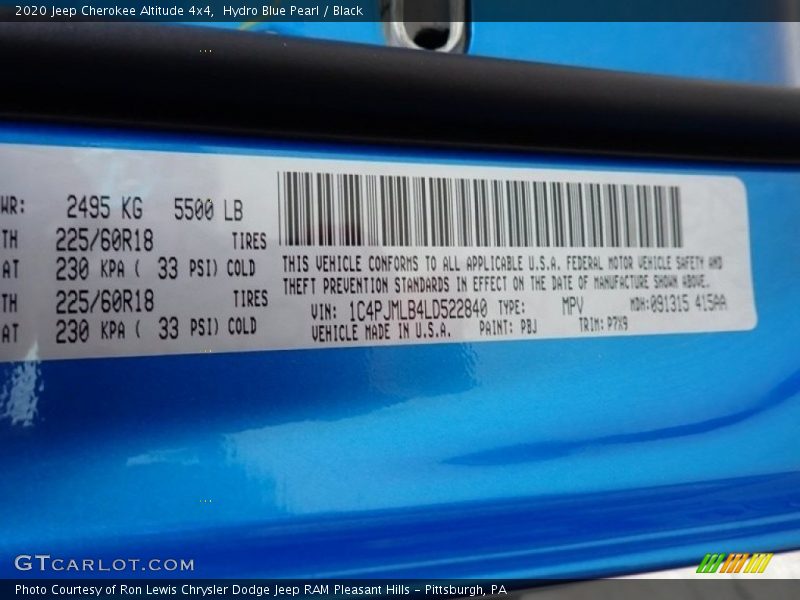 2020 Jeep Cherokee Altitude 4x4,  Hydro Blue Pearl / Black
WR: 2495 KG 5500 LB
TH 225/60R18 TIRES
AT 230 KPA ( 33 PSI) COLD
TH 225/60R18 TIRES
AT 230 KPA ( 33 PSI) COLD
THIS VEHICLE CONFORMS TO ALL APPLICABLE U.S.A. FEDERAL MOTOR VEHICLE SAFETY AND
THEFT PREVENTION STANDARDS IN EFFECT ON THE DATE OF MANUFACTURE SHOWN ABOVE.
VIN: 1C4PJMLB4LD522840 TYPE: MPV MDH:091315 415AA
VEHICLE MADE IN U.S.A. PAINT: PBJ TRIM: P7X9
GTCARLOT.COM
Photo Courtesy of Ron Lewis Chrysler Dodge Jeep RAM Pleasant Hills - Pittsburgh, PA